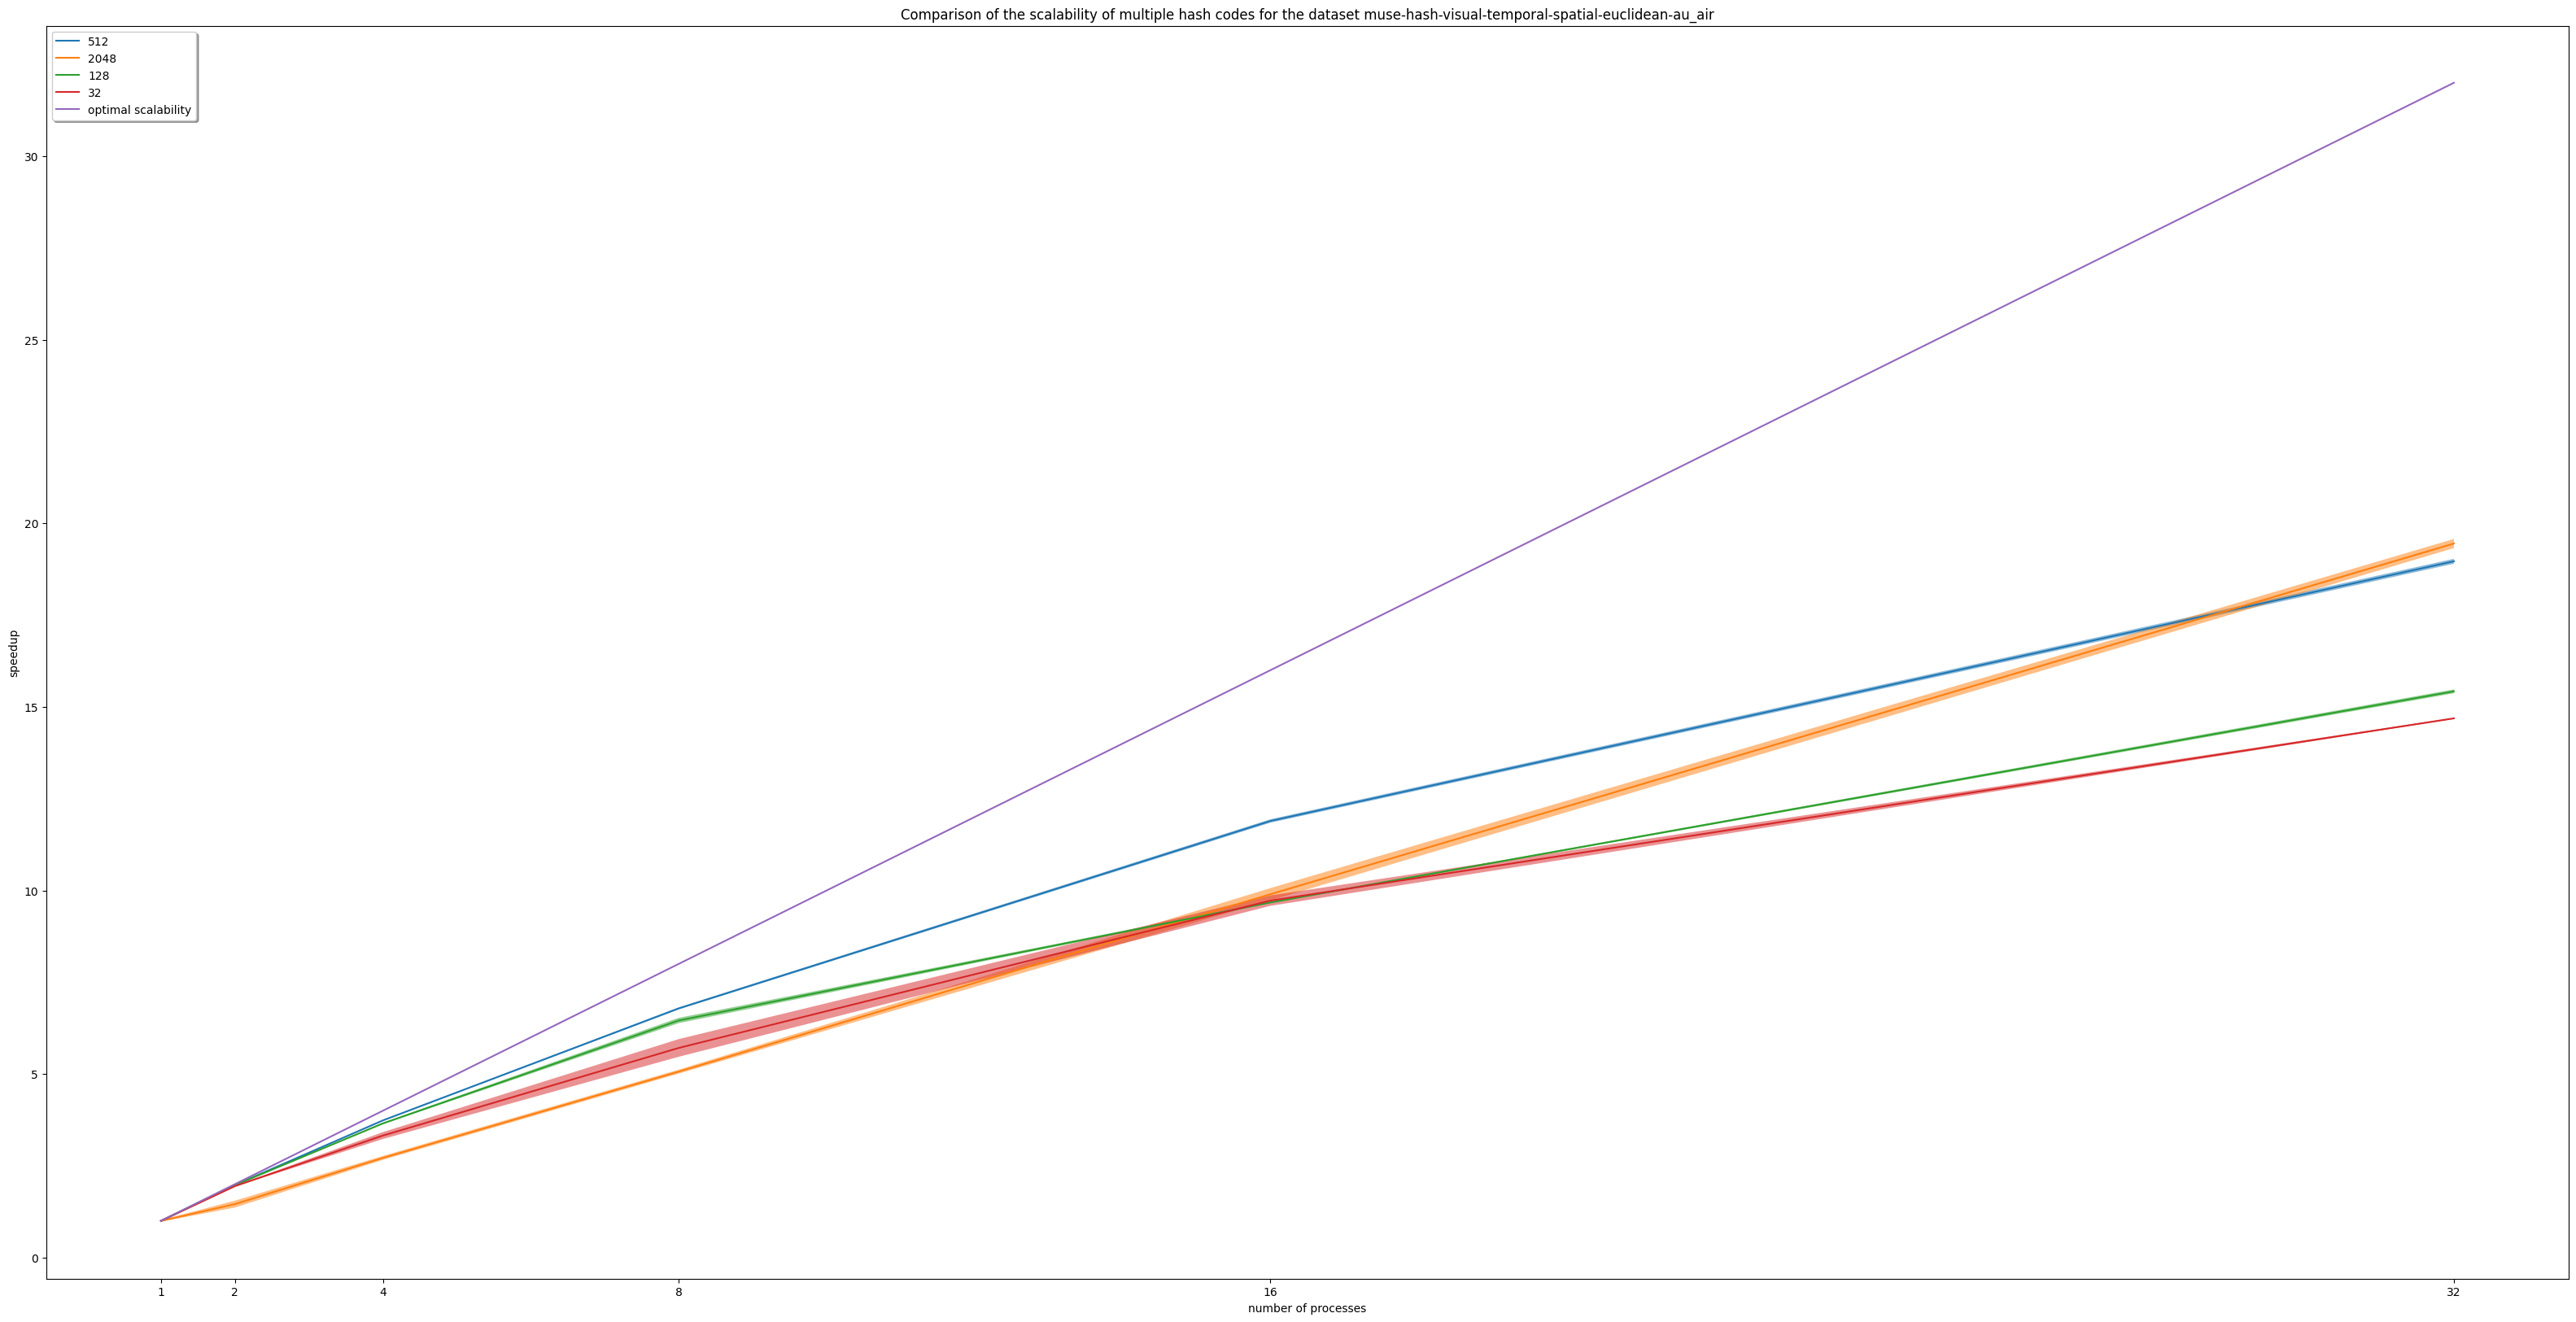 Comparison of the scalability of multiple hash codes for the dataset muse-hash-visual-temporal-spatial-euclidean-au_air
512
2048
128
32
optimal scalability
30
25
20
15
10
5
0
speedup
1 2 4 8 16 32
number of processes